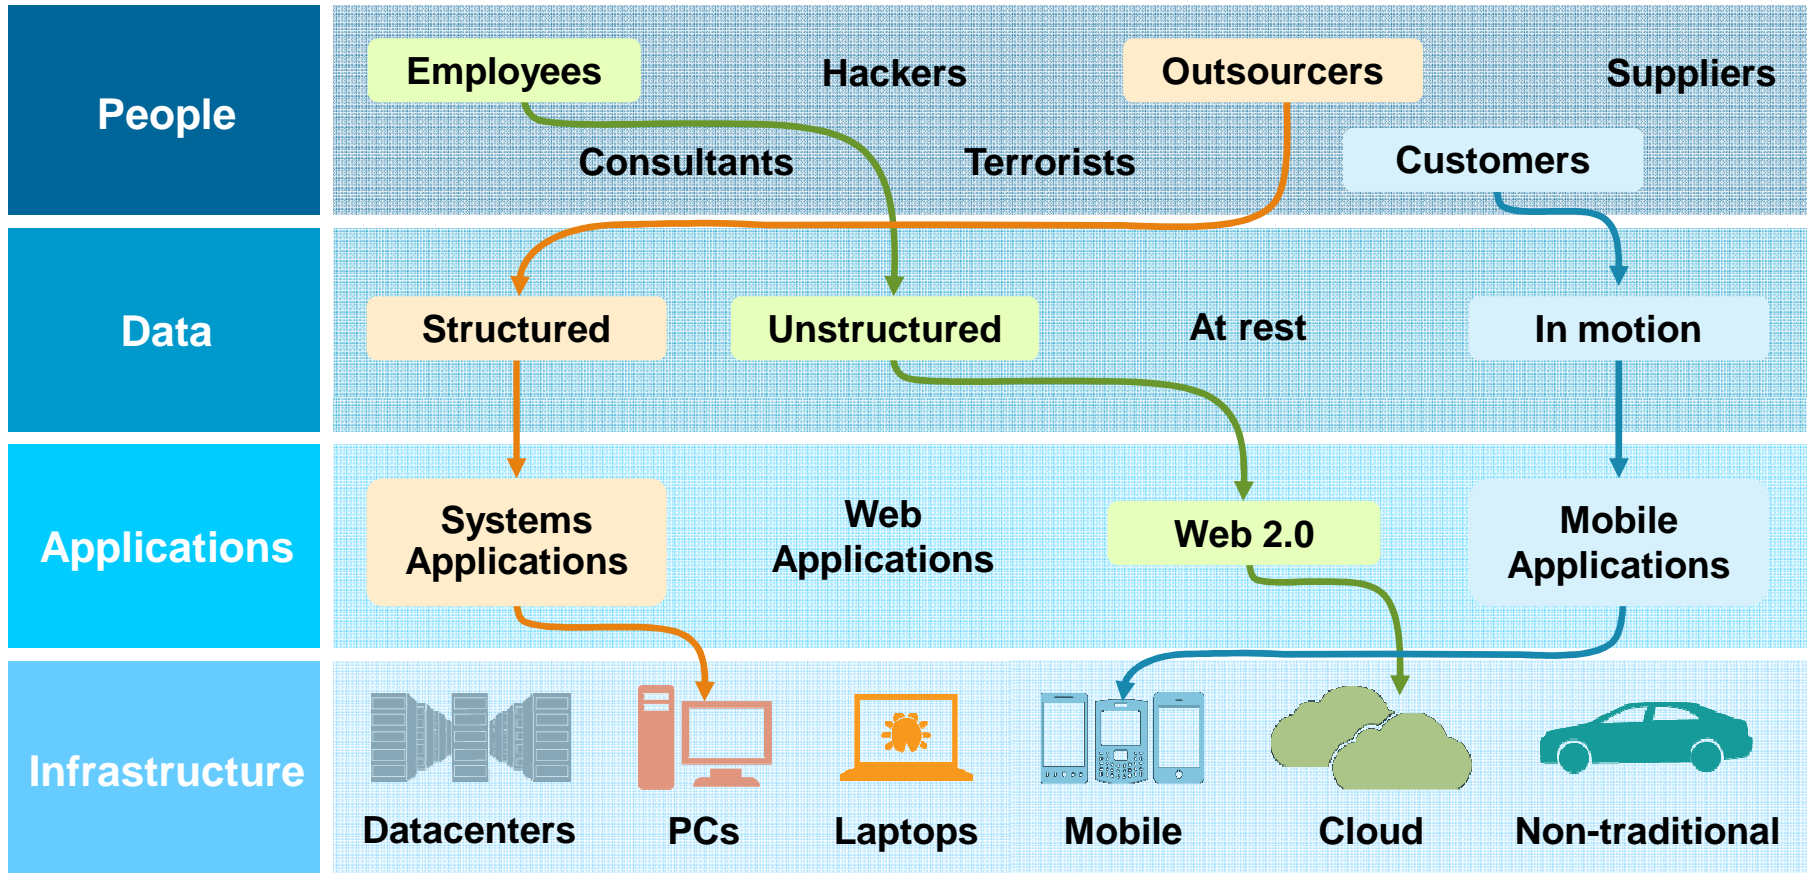 People
Employees
Hackers
Outsourcers
Suppliers
Consultants
Terrorists
Customers
Data
Structured
Unstructured
At rest
In motion
Applications
Systems
Applications
Web
Applications
Web 2.0
Mobile
Applications
Infrastructure
Datacenters
PCs
Laptops
Mobile
Cloud
Non-traditional